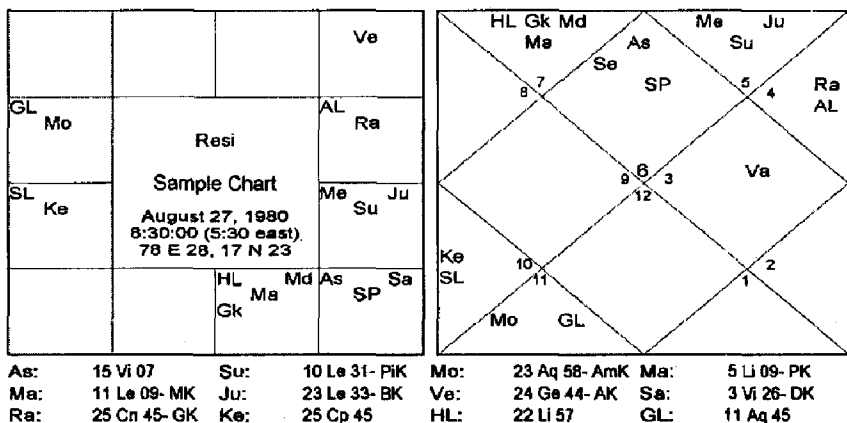 Ve
GL
Mo
AL
Ra
Resi
Sample Chart
August 27, 1980
8:30:00 (5:30 east)
78 E 28, 17 N 23
SL
Ke
Me Ju
Su
HL Md
Ma
Gk
As Sa
SP
HL Gk Md
Ma
As
Se
SP
Me Ju
Su
7
8
5
4
Ra
AL
6
9 3
12
Va
Ke
SL
10
11
2
1
Mo GL
As: 15 Vi 07 Su: 10 Le 31- PiK Mo: 23 Aq 58- AmK Ma: 5 Li 09- PK
Ma: 11 Le 09- MK Ju: 23 Le 33- BK Ve: 24 Ge 44- AK Sa: 3 Vi 26- DK
Ra: 25 Cn 45- GK Ke: 25 Cp 45 HL: 22 Li 57 GL: 11 Aq 45